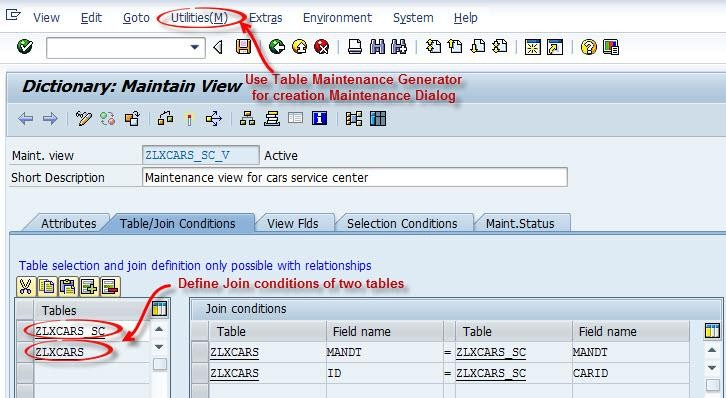 View Edit Goto Utilities(M) Extras Environment System Help
Dictionary: Maintain View
Use Table Maintenance Generator
for creation Maintenance Dialog
Maint. view ZLXCARS_SC_V Active
Short Description Maintenance view for cars service center
Attributes Table/Join Conditions View Flds Selection Conditions Maint.Status
Table selection and join definition only possible with relationships
Define Join conditions of two tables
Tables
ZLXCARS_SC
ZLXCARS
Join conditions
Table Field name Table Field name
ZLXCARS MANDT = ZLXCARS_SC MANDT
ZLXCARS ID = ZLXCARS_SC CARID